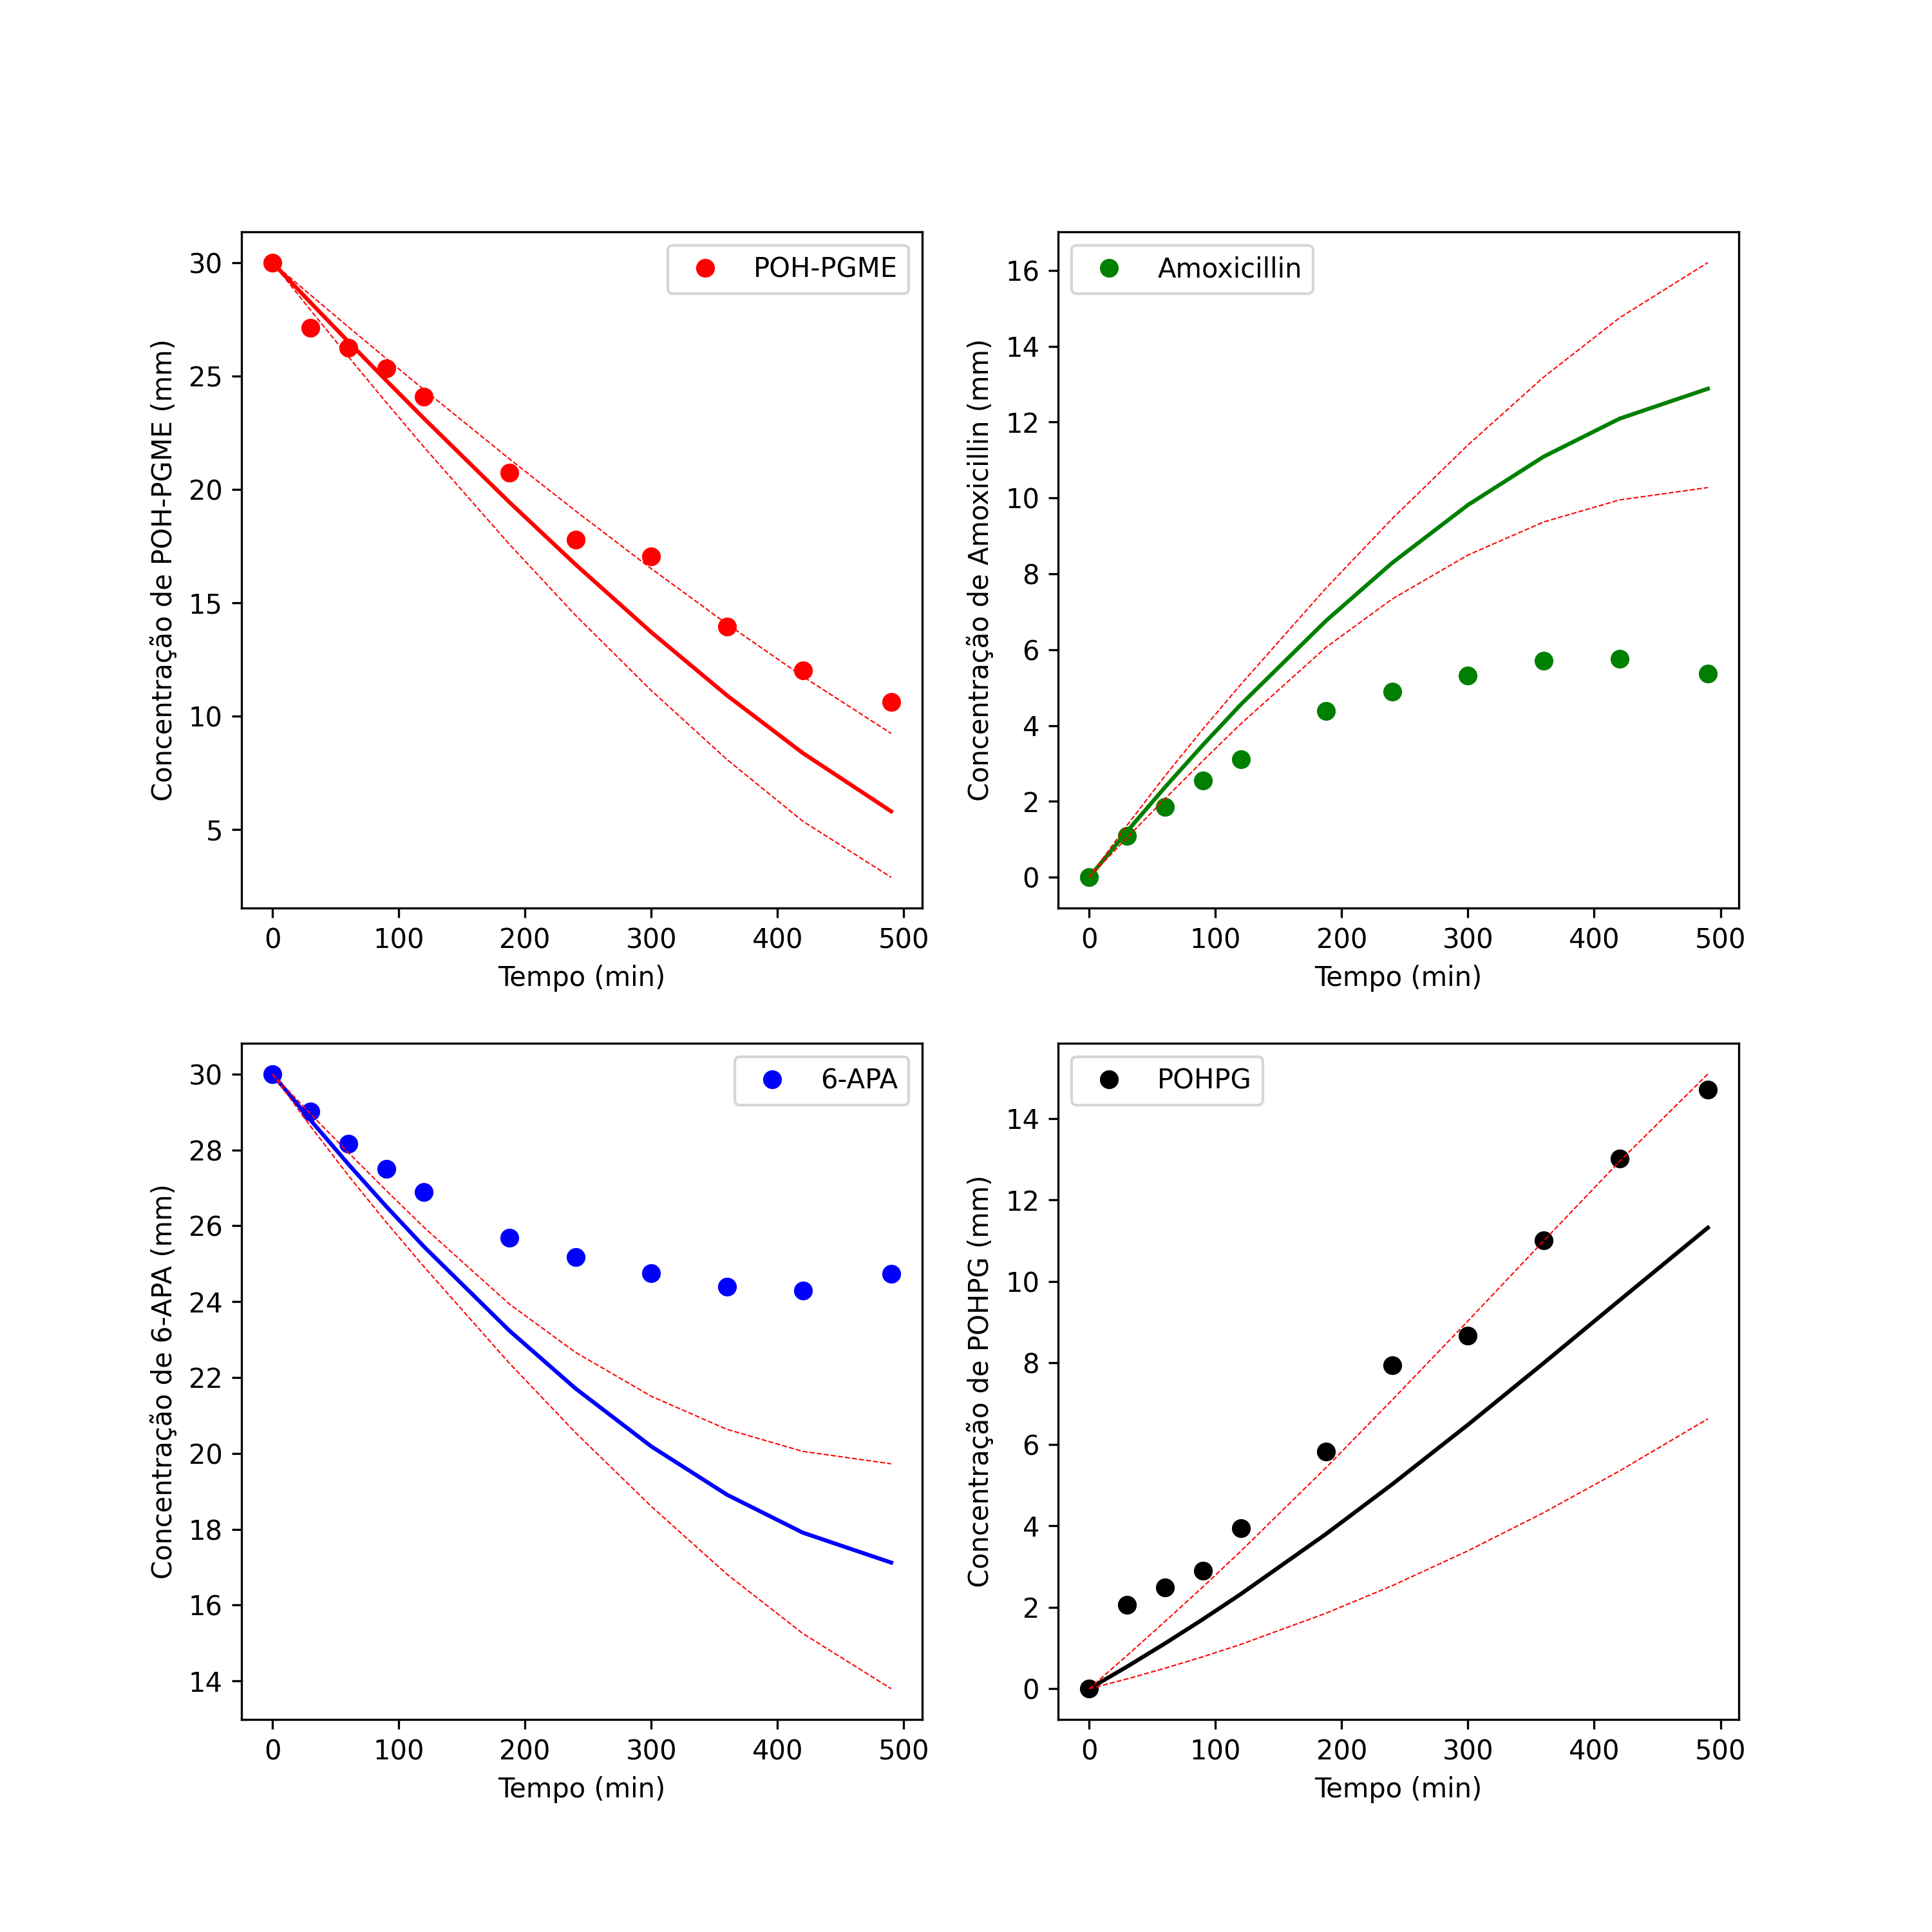 POH-PGME
Concentração de POH-PGME (mm)
30
25
20
15
10
5
0 100 200 300 400 500
Tempo (min)
Amoxicillin
Concentração de Amoxicillin (mm)
16
14
12
10
8
6
4
2
0
0 100 200 300 400 500
Tempo (min)
6-APA
Concentração de 6-APA (mm)
30
28
26
24
22
20
18
16
14
0 100 200 300 400 500
Tempo (min)
POHPG
Concentração de POHPG (mm)
14
12
10
8
6
4
2
0
0 100 200 300 400 500
Tempo (min)